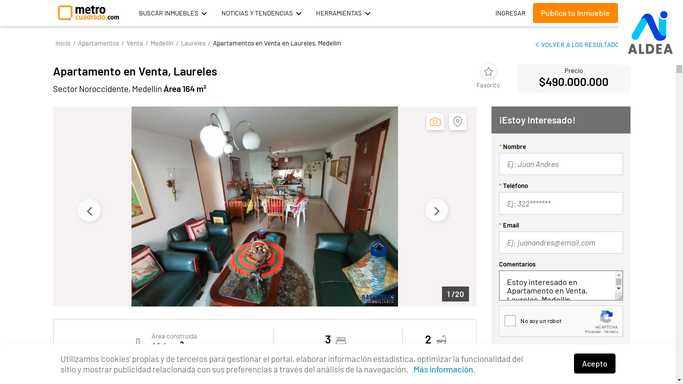 metro
cuadrado.com
BUSCAR INMUEBLES
NOTICIAS Y TENDENCIAS
HERRAMIENTAS
INGRESAR
Publica tu Inmueble
ALDEA
Inicio / Apartamentos / Venta / Medellín / Laureles / Apartamentos en Venta en Laureles, Medellín
< VOLVER A LOS RESULTADO
Apartamento en Venta, Laureles
Sector Noroccidente, Medellín Área 164 m²
Favorito
Precio
$490.000.000
¡Estoy Interesado!
* Nombre
Ej: Juan Andres
* Teléfono
Ej: 322*******
* Email
Ej: juanandres@email.com
Comentarios
Estoy interesado en
Apartamento en Venta,
Laureles, Medellín
No soy un robot
reCAPTCHA
Privacidad - Términos
1 / 20
Área construida
3
2
Utilizamos 'cookies' propias y de terceros para gestionar el portal, elaborar información estadística, optimizar la funcionalidad del
sitio y mostrar publicidad relacionada con sus preferencias a través del análisis de la navegación. Más información.
Acepto